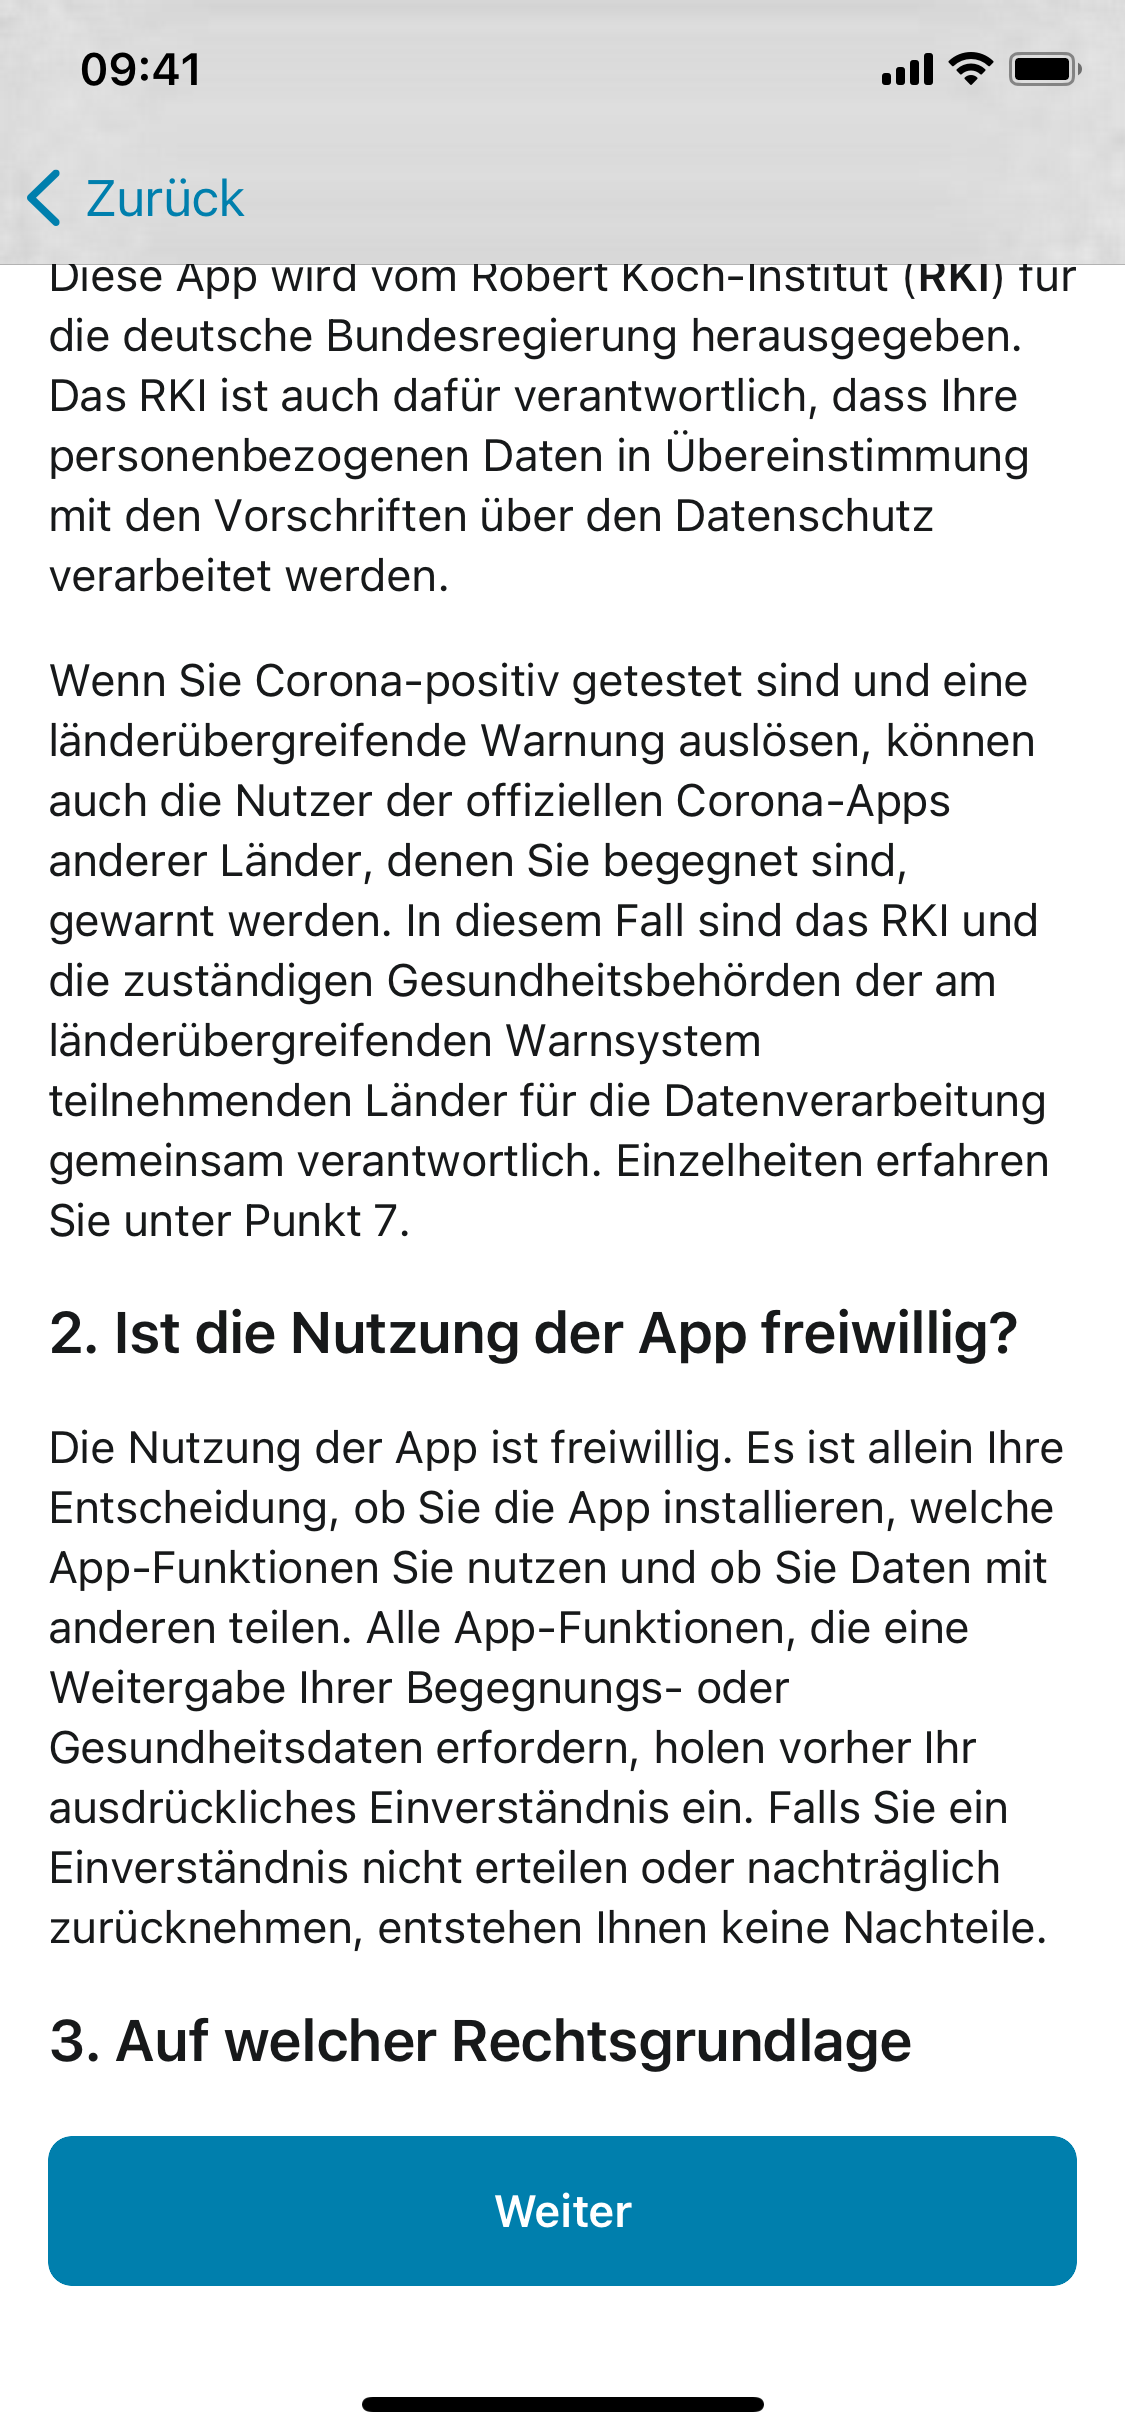 09:41
Zurück
Diese App wird vom Robert Koch-Institut (RKI) für
die deutsche Bundesregierung herausgegeben.
Das RKI ist auch dafür verantwortlich, dass Ihre
personenbezogenen Daten in Übereinstimmung
mit den Vorschriften über den Datenschutz
verarbeitet werden.
Wenn Sie Corona-positiv getestet sind und eine
länderübergreifende Warnung auslösen, können
auch die Nutzer der offiziellen Corona-Apps
anderer Länder, denen Sie begegnet sind,
gewarnt werden. In diesem Fall sind das RKI und
die zuständigen Gesundheitsbehörden der am
länderübergreifenden Warnsystem
teilnehmenden Länder für die Datenverarbeitung
gemeinsam verantwortlich. Einzelheiten erfahren
Sie unter Punkt 7.
2. Ist die Nutzung der App freiwillig?
Die Nutzung der App ist freiwillig. Es ist allein Ihre
Entscheidung, ob Sie die App installieren, welche
App-Funktionen Sie nutzen und ob Sie Daten mit
anderen teilen. Alle App-Funktionen, die eine
Weitergabe Ihrer Begegnungs- oder
Gesundheitsdaten erfordern, holen vorher Ihr
ausdrückliches Einverständnis ein. Falls Sie ein
Einverständnis nicht erteilen oder nachträglich
zurücknehmen, entstehen Ihnen keine Nachteile.
3. Auf welcher Rechtsgrundlage
Weiter